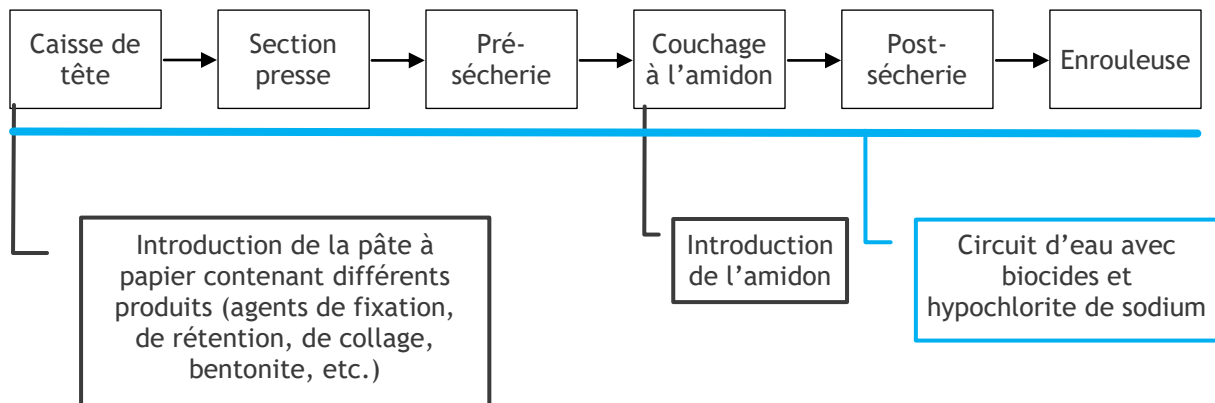 Caisse de
tête
Section
presse
Pré-
sécherie
Couchage
à l’amidon
Post-
sécherie
Enrouleuse
Introduction de la pâte à
papier contenant différents
produits (agents de fixation,
de rétention, de collage,
bentonite, etc.)
Introduction
de l’amidon
Circuit d’eau avec
biocides et
hypochlorite de sodium